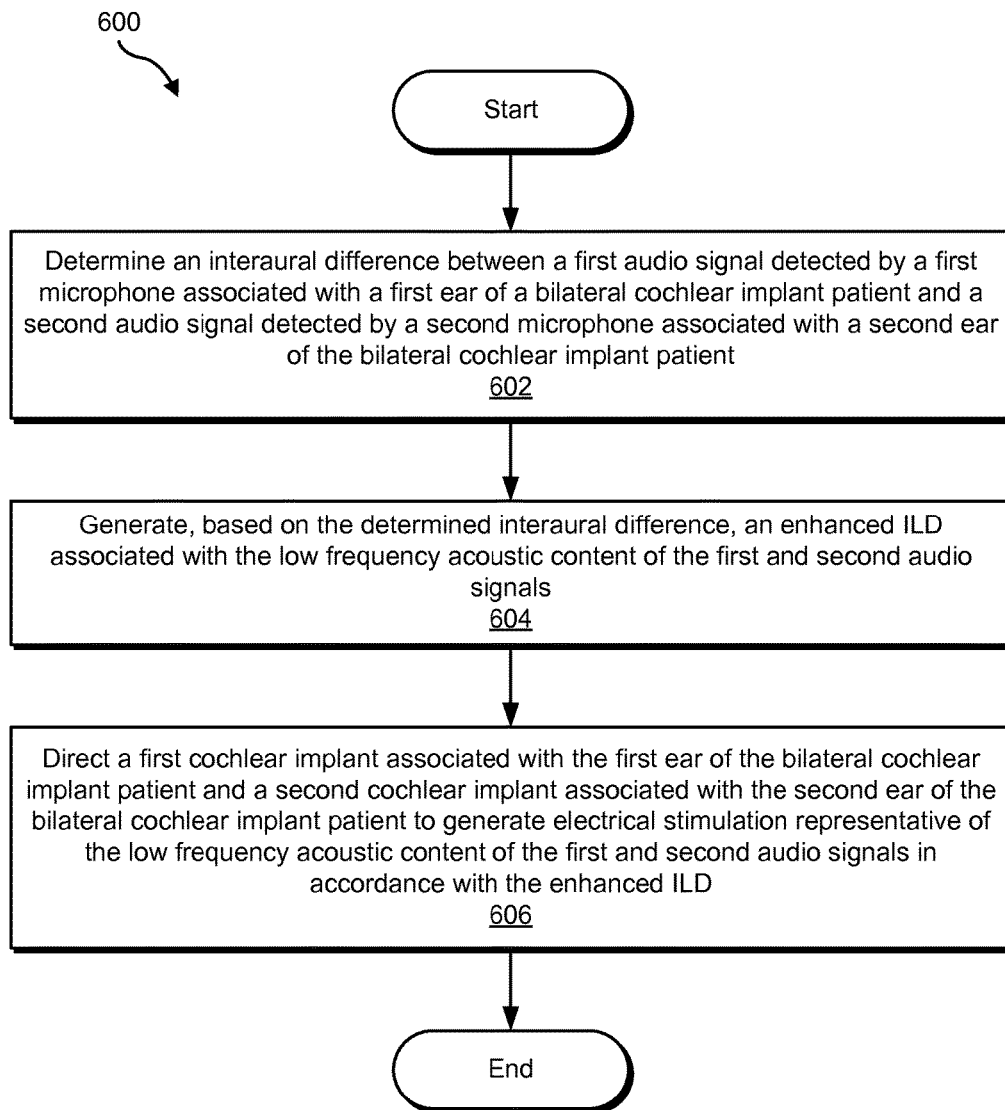 600
Start
Determine an interaural difference between a first audio signal detected by a first
microphone associated with a first ear of a bilateral cochlear implant patient and a
second audio signal detected by a second microphone associated with a second ear
of the bilateral cochlear implant patient
602
Generate, based on the determined interaural difference, an enhanced ILD
associated with the low frequency acoustic content of the first and second audio
signals
604
Direct a first cochlear implant associated with the first ear of the bilateral cochlear
implant patient and a second cochlear implant associated with the second ear of the
bilateral cochlear implant patient to generate electrical stimulation representative of
the low frequency acoustic content of the first and second audio signals in
accordance with the enhanced ILD
606
End